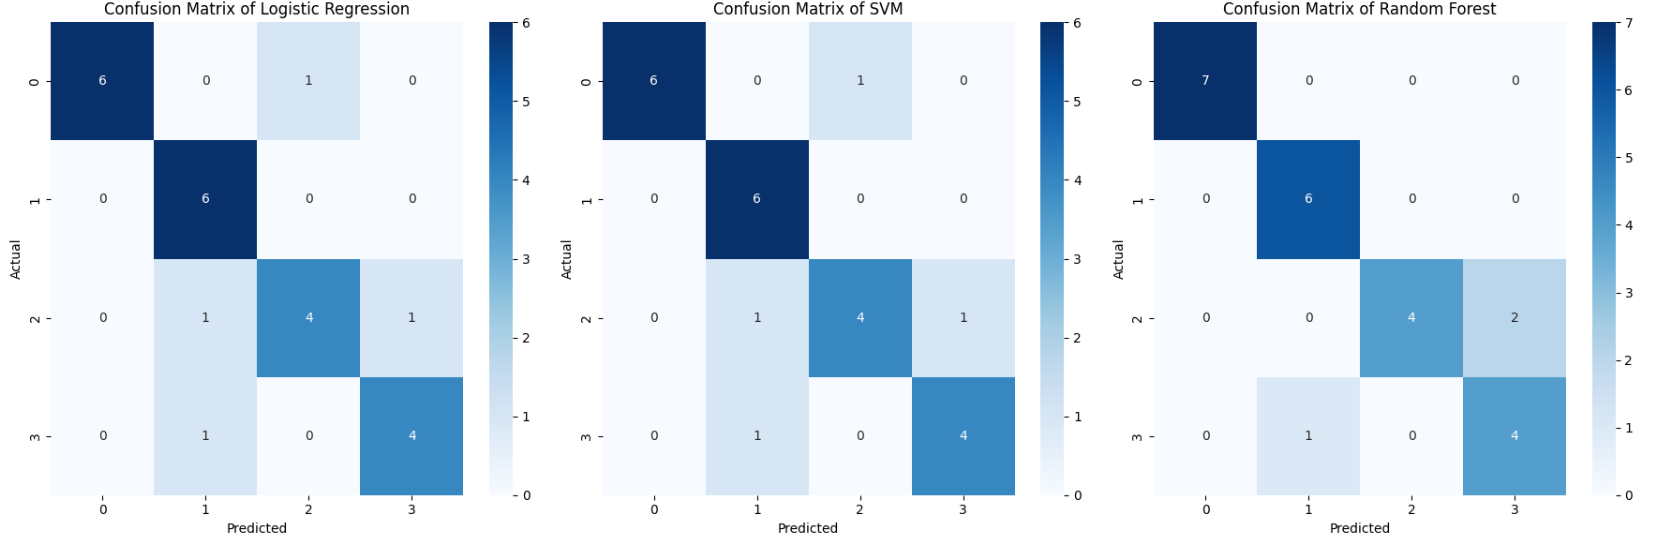 Confusion Matrix of Logistic Regression
6 0 1 0
0 6 0 0
0 1 4 1
0 1 0 4
0
1
2
3
Actual
0 1 2 3
Predicted
6
5
4
3
2
1
0
Confusion Matrix of SVM
6 0 1 0
0 6 0 0
0 1 4 1
0 1 0 4
0
1
2
3
Actual
0 1 2 3
Predicted
6
5
4
3
2
1
0
Confusion Matrix of Random Forest
7 0 0 0
0 6 0 0
0 0 4 2
0 1 0 4
0
1
2
3
Actual
0 1 2 3
Predicted
7
6
5
4
3
2
1
0